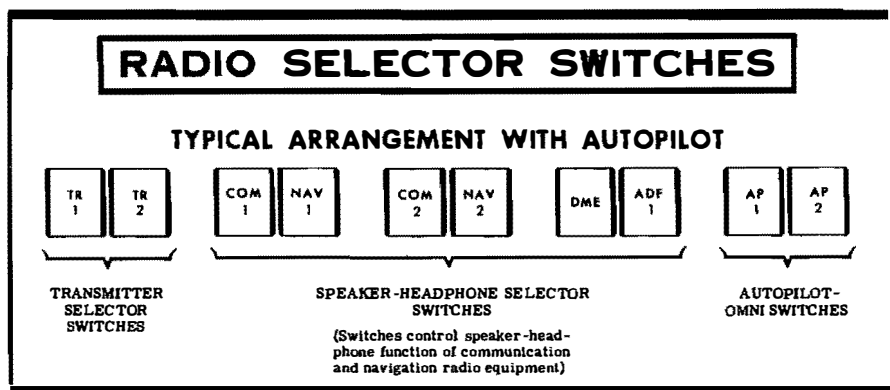 RADIO SELECTOR SWITCHES
TYPICAL ARRANGEMENT WITH AUTOPILOT
TR 1
TR 2
COM 1
NAV 1
COM 2
NAV 2
DME
ADF 1
AP 1
AP 2
TRANSMITTER
SELECTOR
SWITCHES
SPEAKER-HEADPHONE SELECTOR
SWITCHES
(Switches control speaker-head-
phone function of communication
and navigation radio equipment)
AUTOPILOT-
OMNI SWITCHES